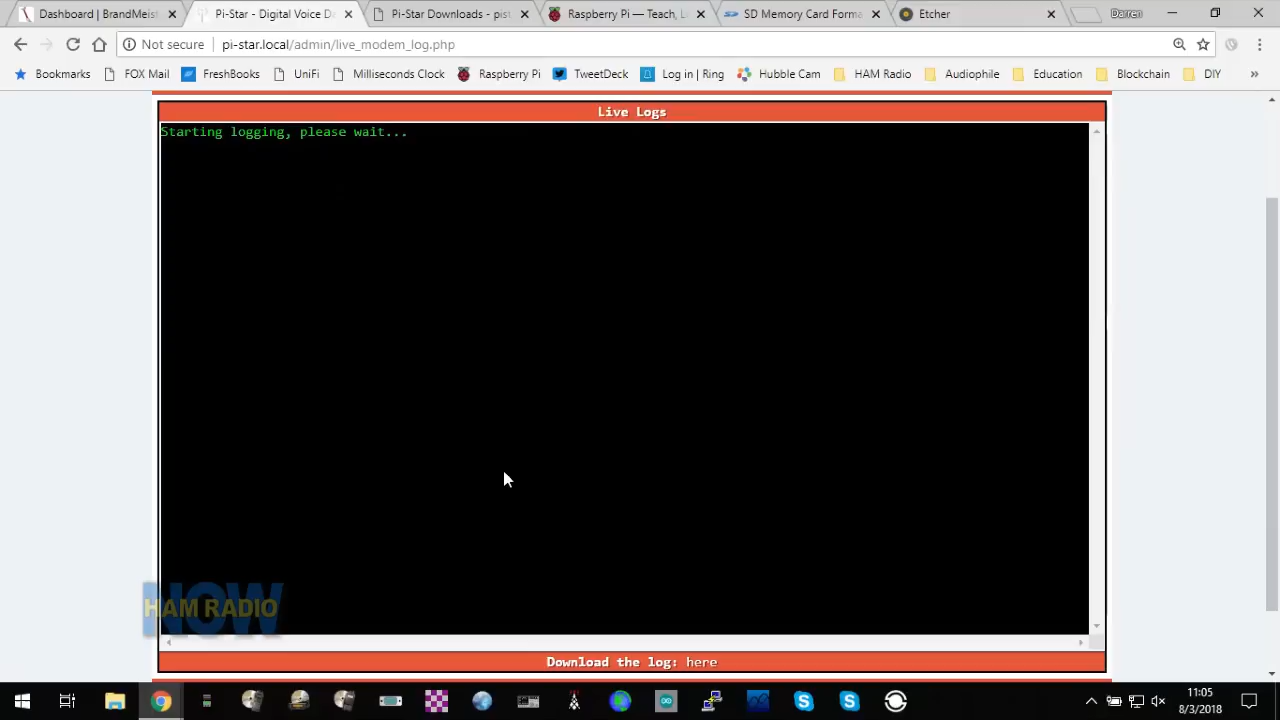 Dashboard | BrandMeist
Pi-Star - Digital Voice Da
Pi-Star Downloads - pist
Raspberry Pi — Teach, Le
SD Memory Card Forma
Etcher
Darren
Not secure
pi-star.local/admin/live_modem_log.php
Bookmarks
FOX Mail
FreshBooks
UniFi
Milliseconds Clock
Raspberry Pi
TweetDeck
Log in | Ring
Hubble Cam
HAM Radio
Audiophile
Education
Blockchain
DIY
Live Logs
Starting logging, please wait...
NOW
HAM RADIO
Download the log: here
11:05
8/3/2018